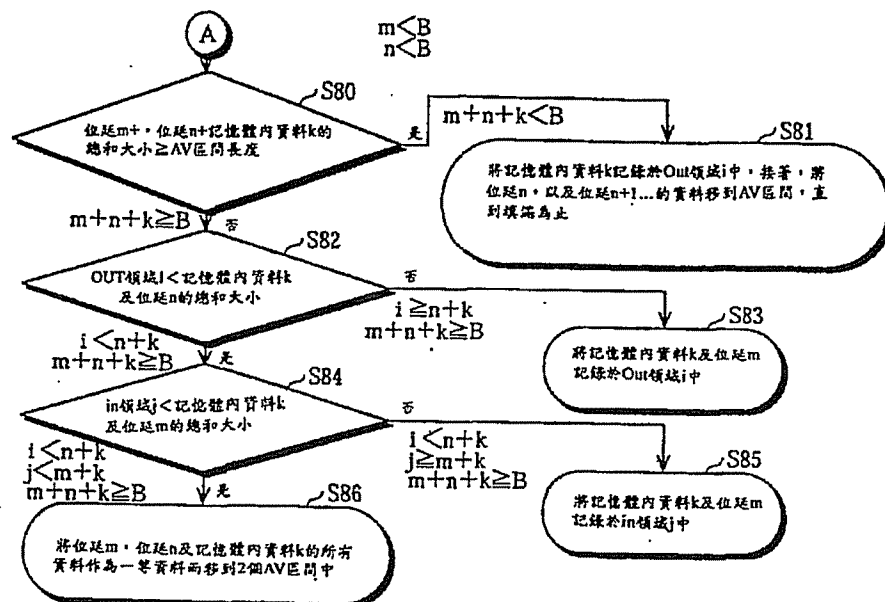 A
m<B
n<B
S80
位延m+,位延n+記憶體內資料k的
總和大小≧AV區間長度
是
m+n+k<B
S81
將記憶體內資料k記錄於Out領域i中,接著,將
位延n,以及位延n+1...的資料移到AV區間,直
到填滿為止
m+n+k≧B
否
S82
OUT領域i<記憶體內資料k
及位延n的總和大小
否
i≧n+k
m+n+k≧B
S83
將記憶體內資料k及位延m
記錄於Out領域i中
i<n+k
m+n+k≧B
是
S84
in領域j<記憶體內資料k
及位延m的總和大小
否
i<n+k
j≧m+k
m+n+k≧B
S85
將記憶體內資料k及位延m
記錄於in領域j中
i<n+k
j<m+k
m+n+k≧B
是
S86
將位延m,位延n及記憶體內資料k的所有
資料作為一等資料而移到2個AV區間中